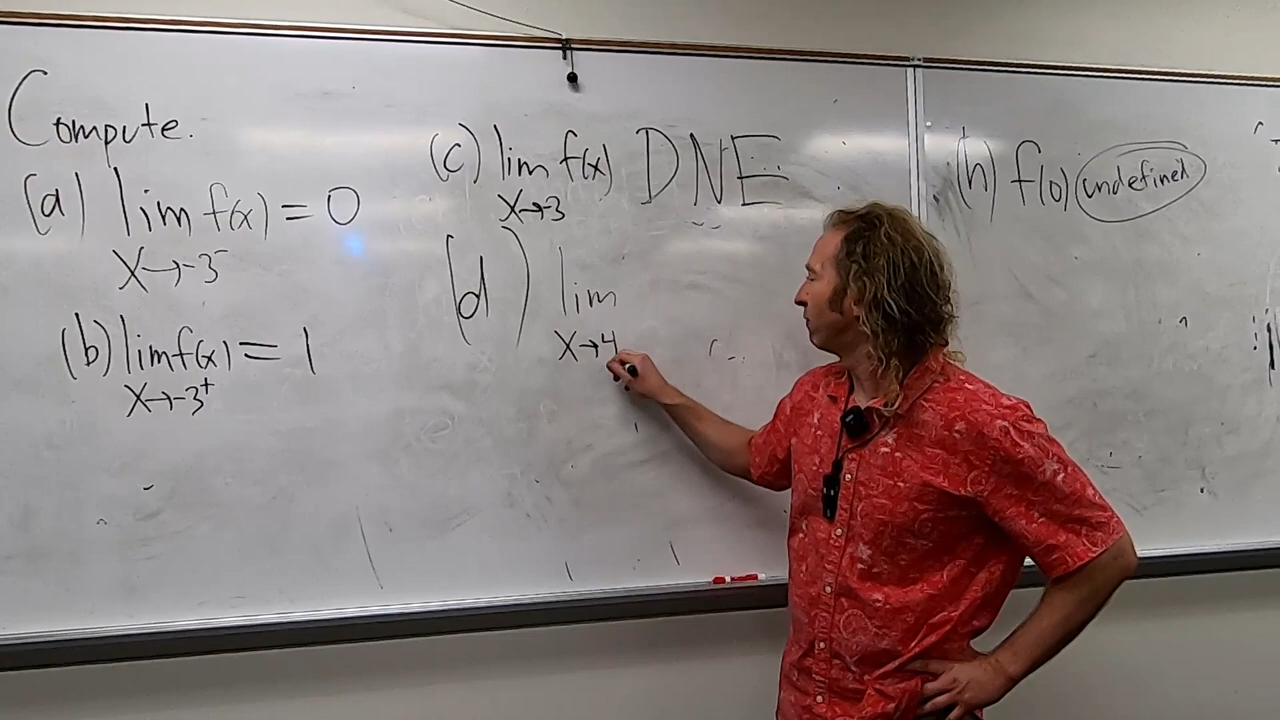 Compute.
(a) lim f(x) = 0
x→-3⁻
(b) lim f(x) = 1
x→-3⁺
(c) lim f(x) DNE
x→-3
(d) lim
x→4
(h) f(0) undefined